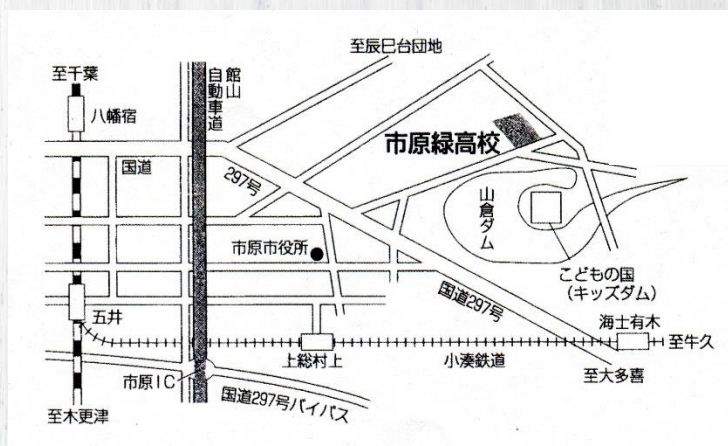 至辰巳台団地
至千葉
館山
自動車道
八幡宿
市原緑高校
国道
297号
山倉ダム
市原市役所
こどもの国
(キッズダム)
国道297号
五井
海士有木
至牛久
上総村上
小湊鉄道
市原IC
至大多喜
国道297号バイパス
至木更津